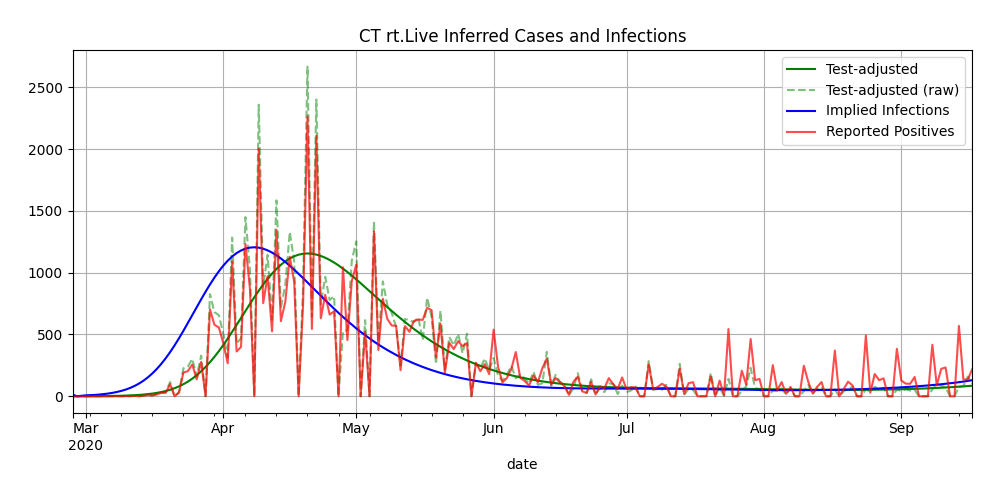 CT rt.Live Inferred Cases and Infections
Test-adjusted
Test-adjusted (raw)
Implied Infections
Reported Positives
2500
2000
1500
1000
500
0
Mar Apr May Jun Jul Aug Sep
2020
date